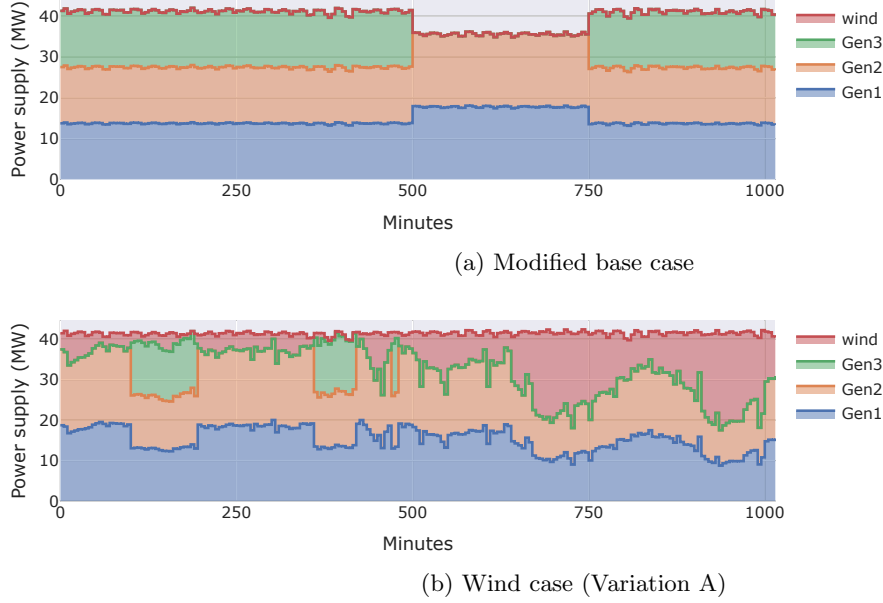 Power supply (MW)
40
30
20
10
0
0 250 500 750 1000
Minutes
wind
Gen3
Gen2
Gen1
(a) Modified base case
Power supply (MW)
40
30
20
10
0
0 250 500 750 1000
Minutes
wind
Gen3
Gen2
Gen1
(b) Wind case (Variation A)